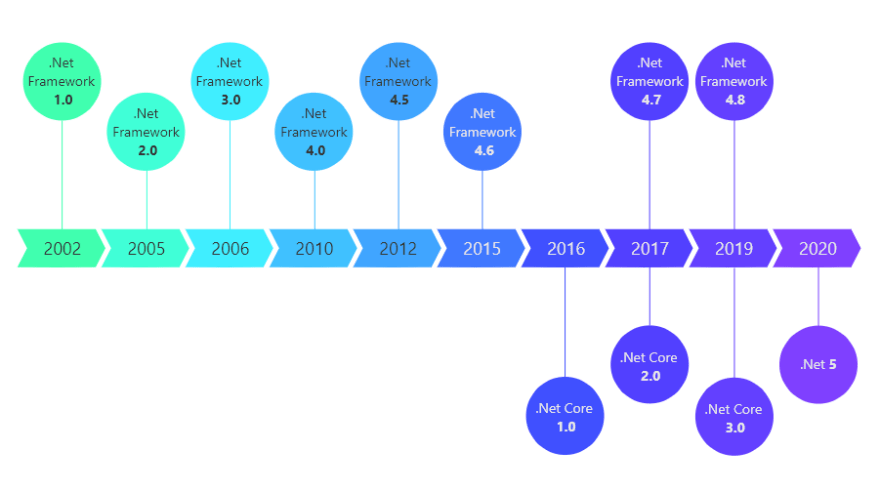 .Net
Framework
1.0
.Net
Framework
2.0
.Net
Framework
3.0
.Net
Framework
4.0
.Net
Framework
4.5
.Net
Framework
4.6
.Net
Framework
4.7
.Net
Framework
4.8
2002
2005
2006
2010
2012
2015
2016
2017
2019
2020
.Net Core
1.0
.Net Core
2.0
.Net Core
3.0
.Net 5